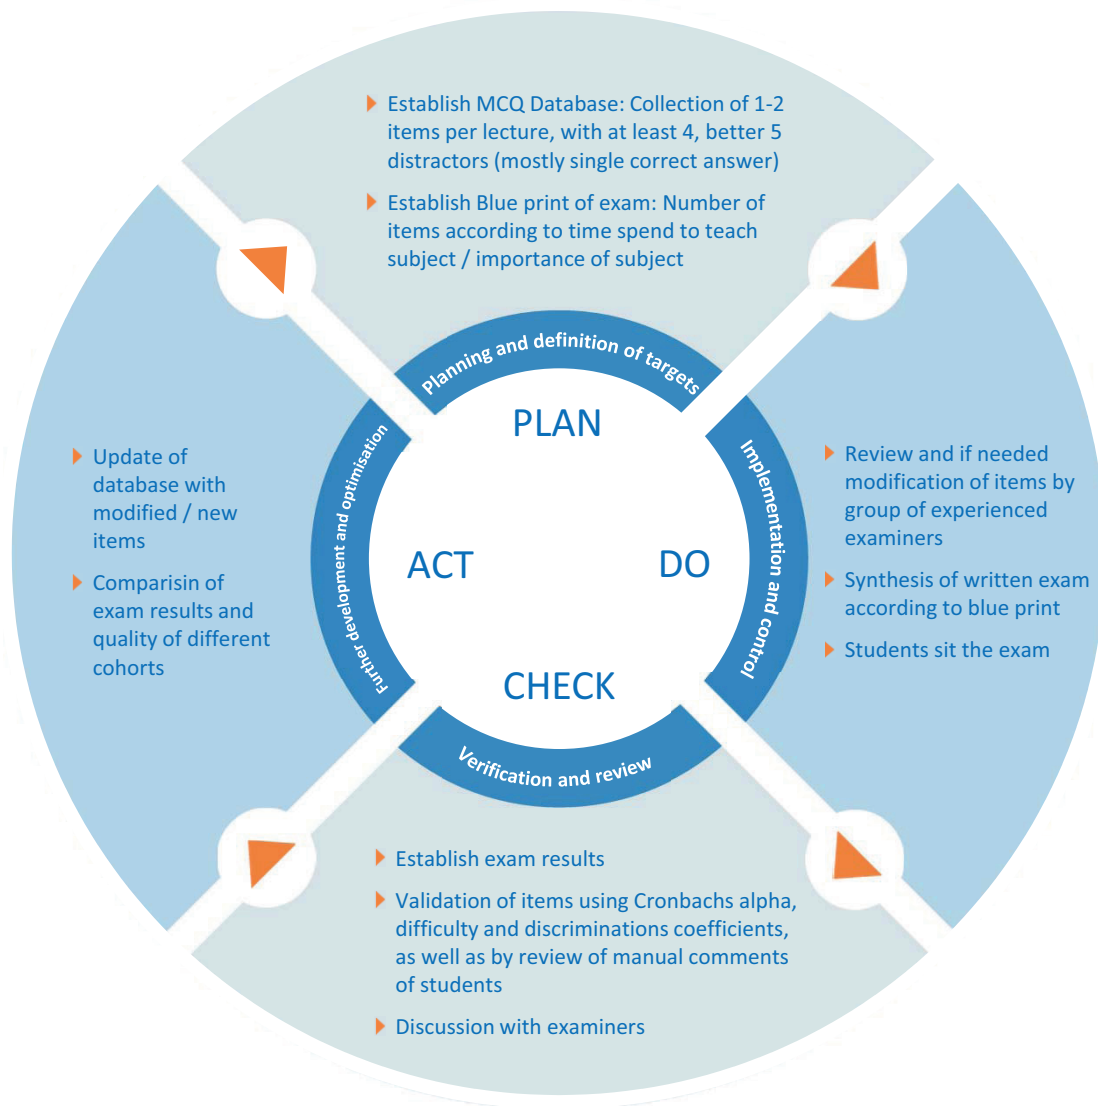 Establish MCQ Database: Collection of 1-2
items per lecture, with at least 4, better 5
distractors (mostly single correct answer)
Establish Blue print of exam: Number of
items according to time spend to teach
subject / importance of subject
Planning and definition of targets
PLAN
Implementation and control
DO
Review and if needed
modification of items by
group of experienced
examiners
Synthesis of written exam
according to blue print
Students sit the exam
CHECK
Verification and review
Establish exam results
Validation of items using Cronbachs alpha,
difficulty and discriminations coefficients,
as well as by review of manual comments
of students
Discussion with examiners
ACT
Further development and optimisation
Update of
database with
modified / new
items
Comparisin of
exam results and
quality of different
cohorts